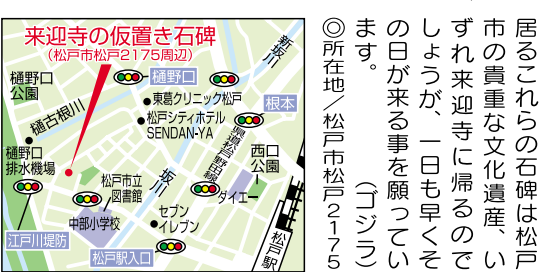 居るこれらの石碑は松戸
市の貴重な文化遺産、い
ずれ来迎寺に帰るので
しょうが、一日も早くそ
の日が来る事を願ってい
ます。　　　　（ゴジラ）
◎所在地／松戸市松戸2175
来迎寺の仮置き石碑
(松戸市松戸2175周辺)
新坂川
樋野口
公園
樋野口
東葛クリニック松戸
根本
樋古根川
松戸シティホテル
SENDAN-YA
県道松戸野田線
樋野口
排水機場
西口
公園
坂川
松戸市立
図書館
ダイエー
中部小学校
セブン
イレブン
江戸川堤防
松戸駅入口
松戸駅